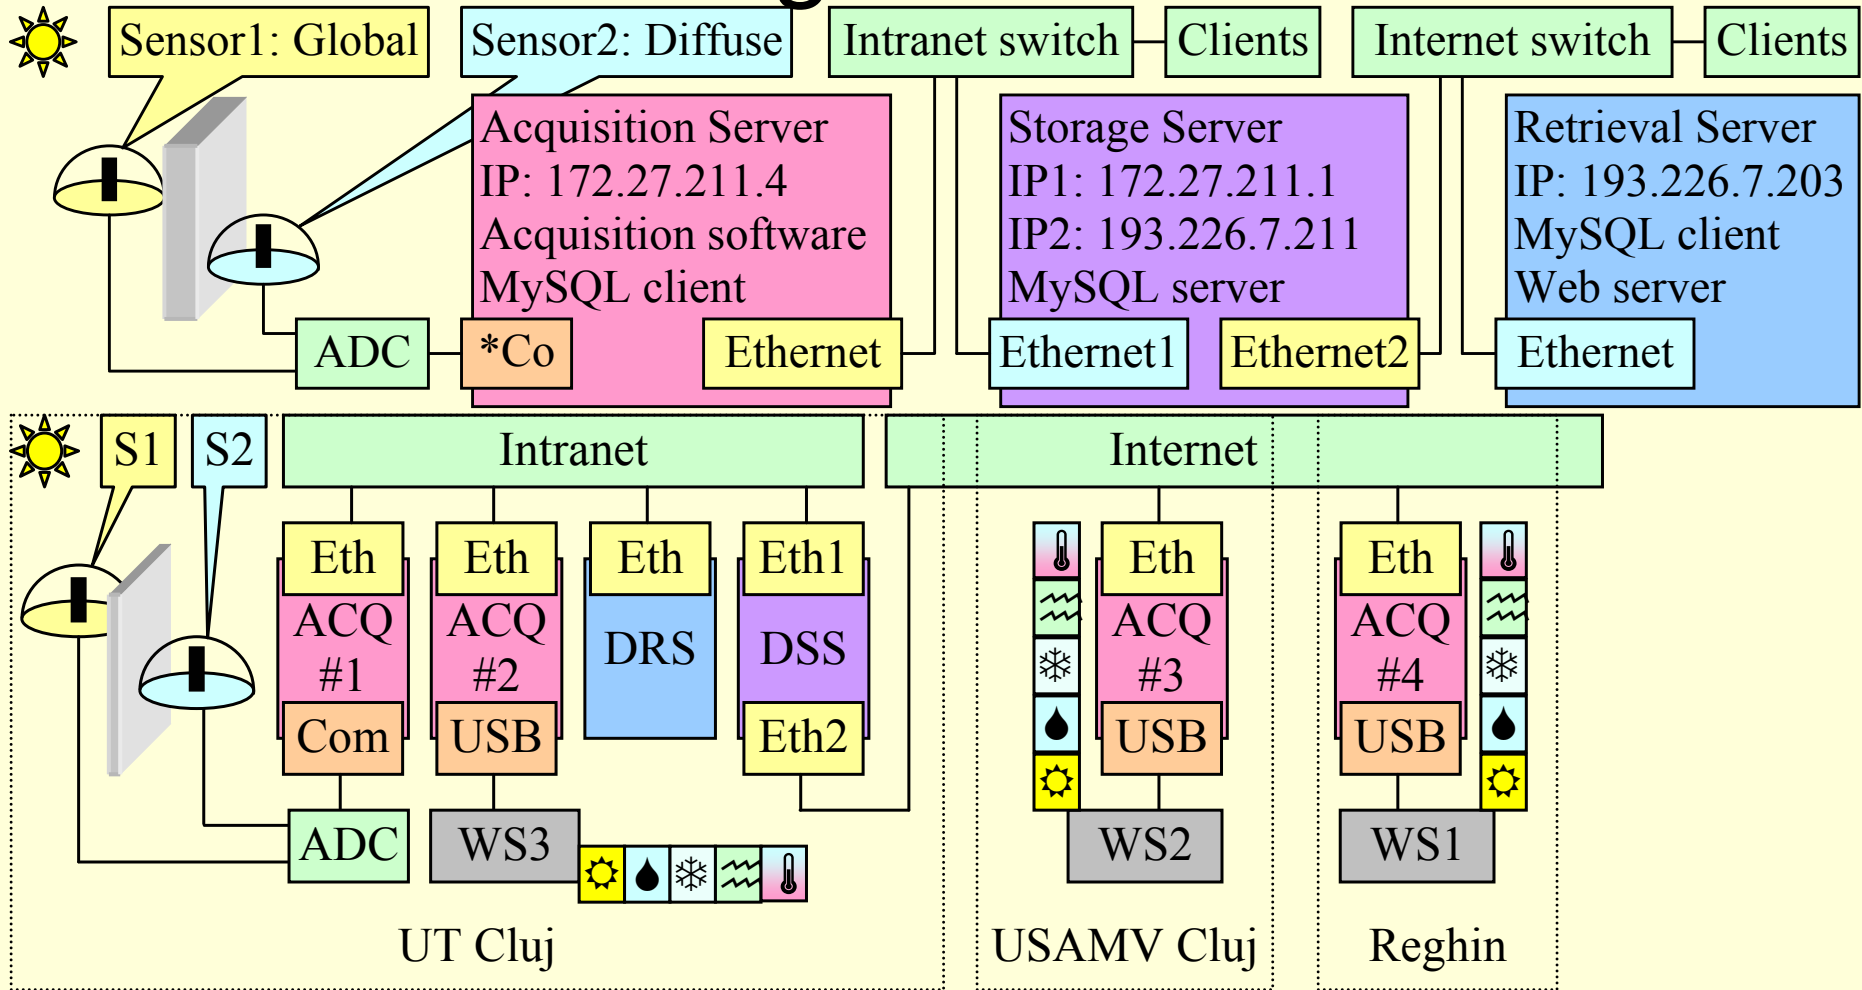 Sensor1: Global
Sensor2: Diffuse
Intranet switch
Clients
Internet switch
Clients
Acquisition Server
IP: 172.27.211.4
Acquisition software
MySQL client
Storage Server
IP1: 172.27.211.1
IP2: 193.226.7.211
MySQL server
Retrieval Server
IP: 193.226.7.203
MySQL client
Web server
ADC
*Co
Ethernet
Ethernet1
Ethernet2
Ethernet
S1
S2
Intranet
Internet
Eth
Eth
Eth
Eth1
Eth
Eth
ACQ
#1
ACQ
#2
DRS
DSS
ACQ
#3
ACQ
#4
Com
USB
Eth2
USB
USB
ADC
WS3
WS2
WS1
UT Cluj
USAMV Cluj
Reghin